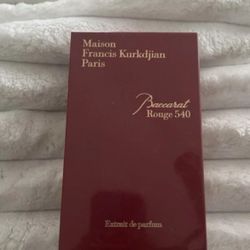 Maison
Francis Kurkdjian
Paris
Baccarat
Rouge 540
Extrait de parfum